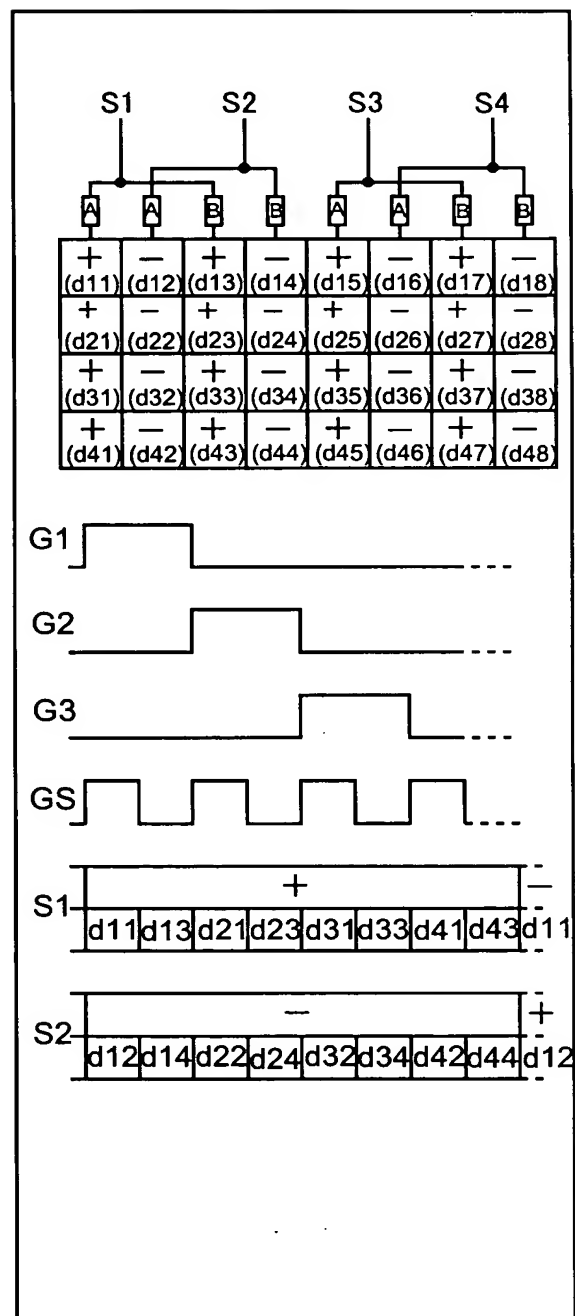 S1 S2 S3 S4
A A B B A A B B
+ − + − + − + −
(d11) (d12) (d13) (d14) (d15) (d16) (d17) (d18)
+ − + − + − + −
(d21) (d22) (d23) (d24) (d25) (d26) (d27) (d28)
+ − + − + − + −
(d31) (d32) (d33) (d34) (d35) (d36) (d37) (d38)
+ − + − + − + −
(d41) (d42) (d43) (d44) (d45) (d46) (d47) (d48)
G1
G2
G3
GS
+ −
S1
d11 d13 d21 d23 d31 d33 d41 d43 d11
− +
S2
d12 d14 d22 d24 d32 d34 d42 d44 d12